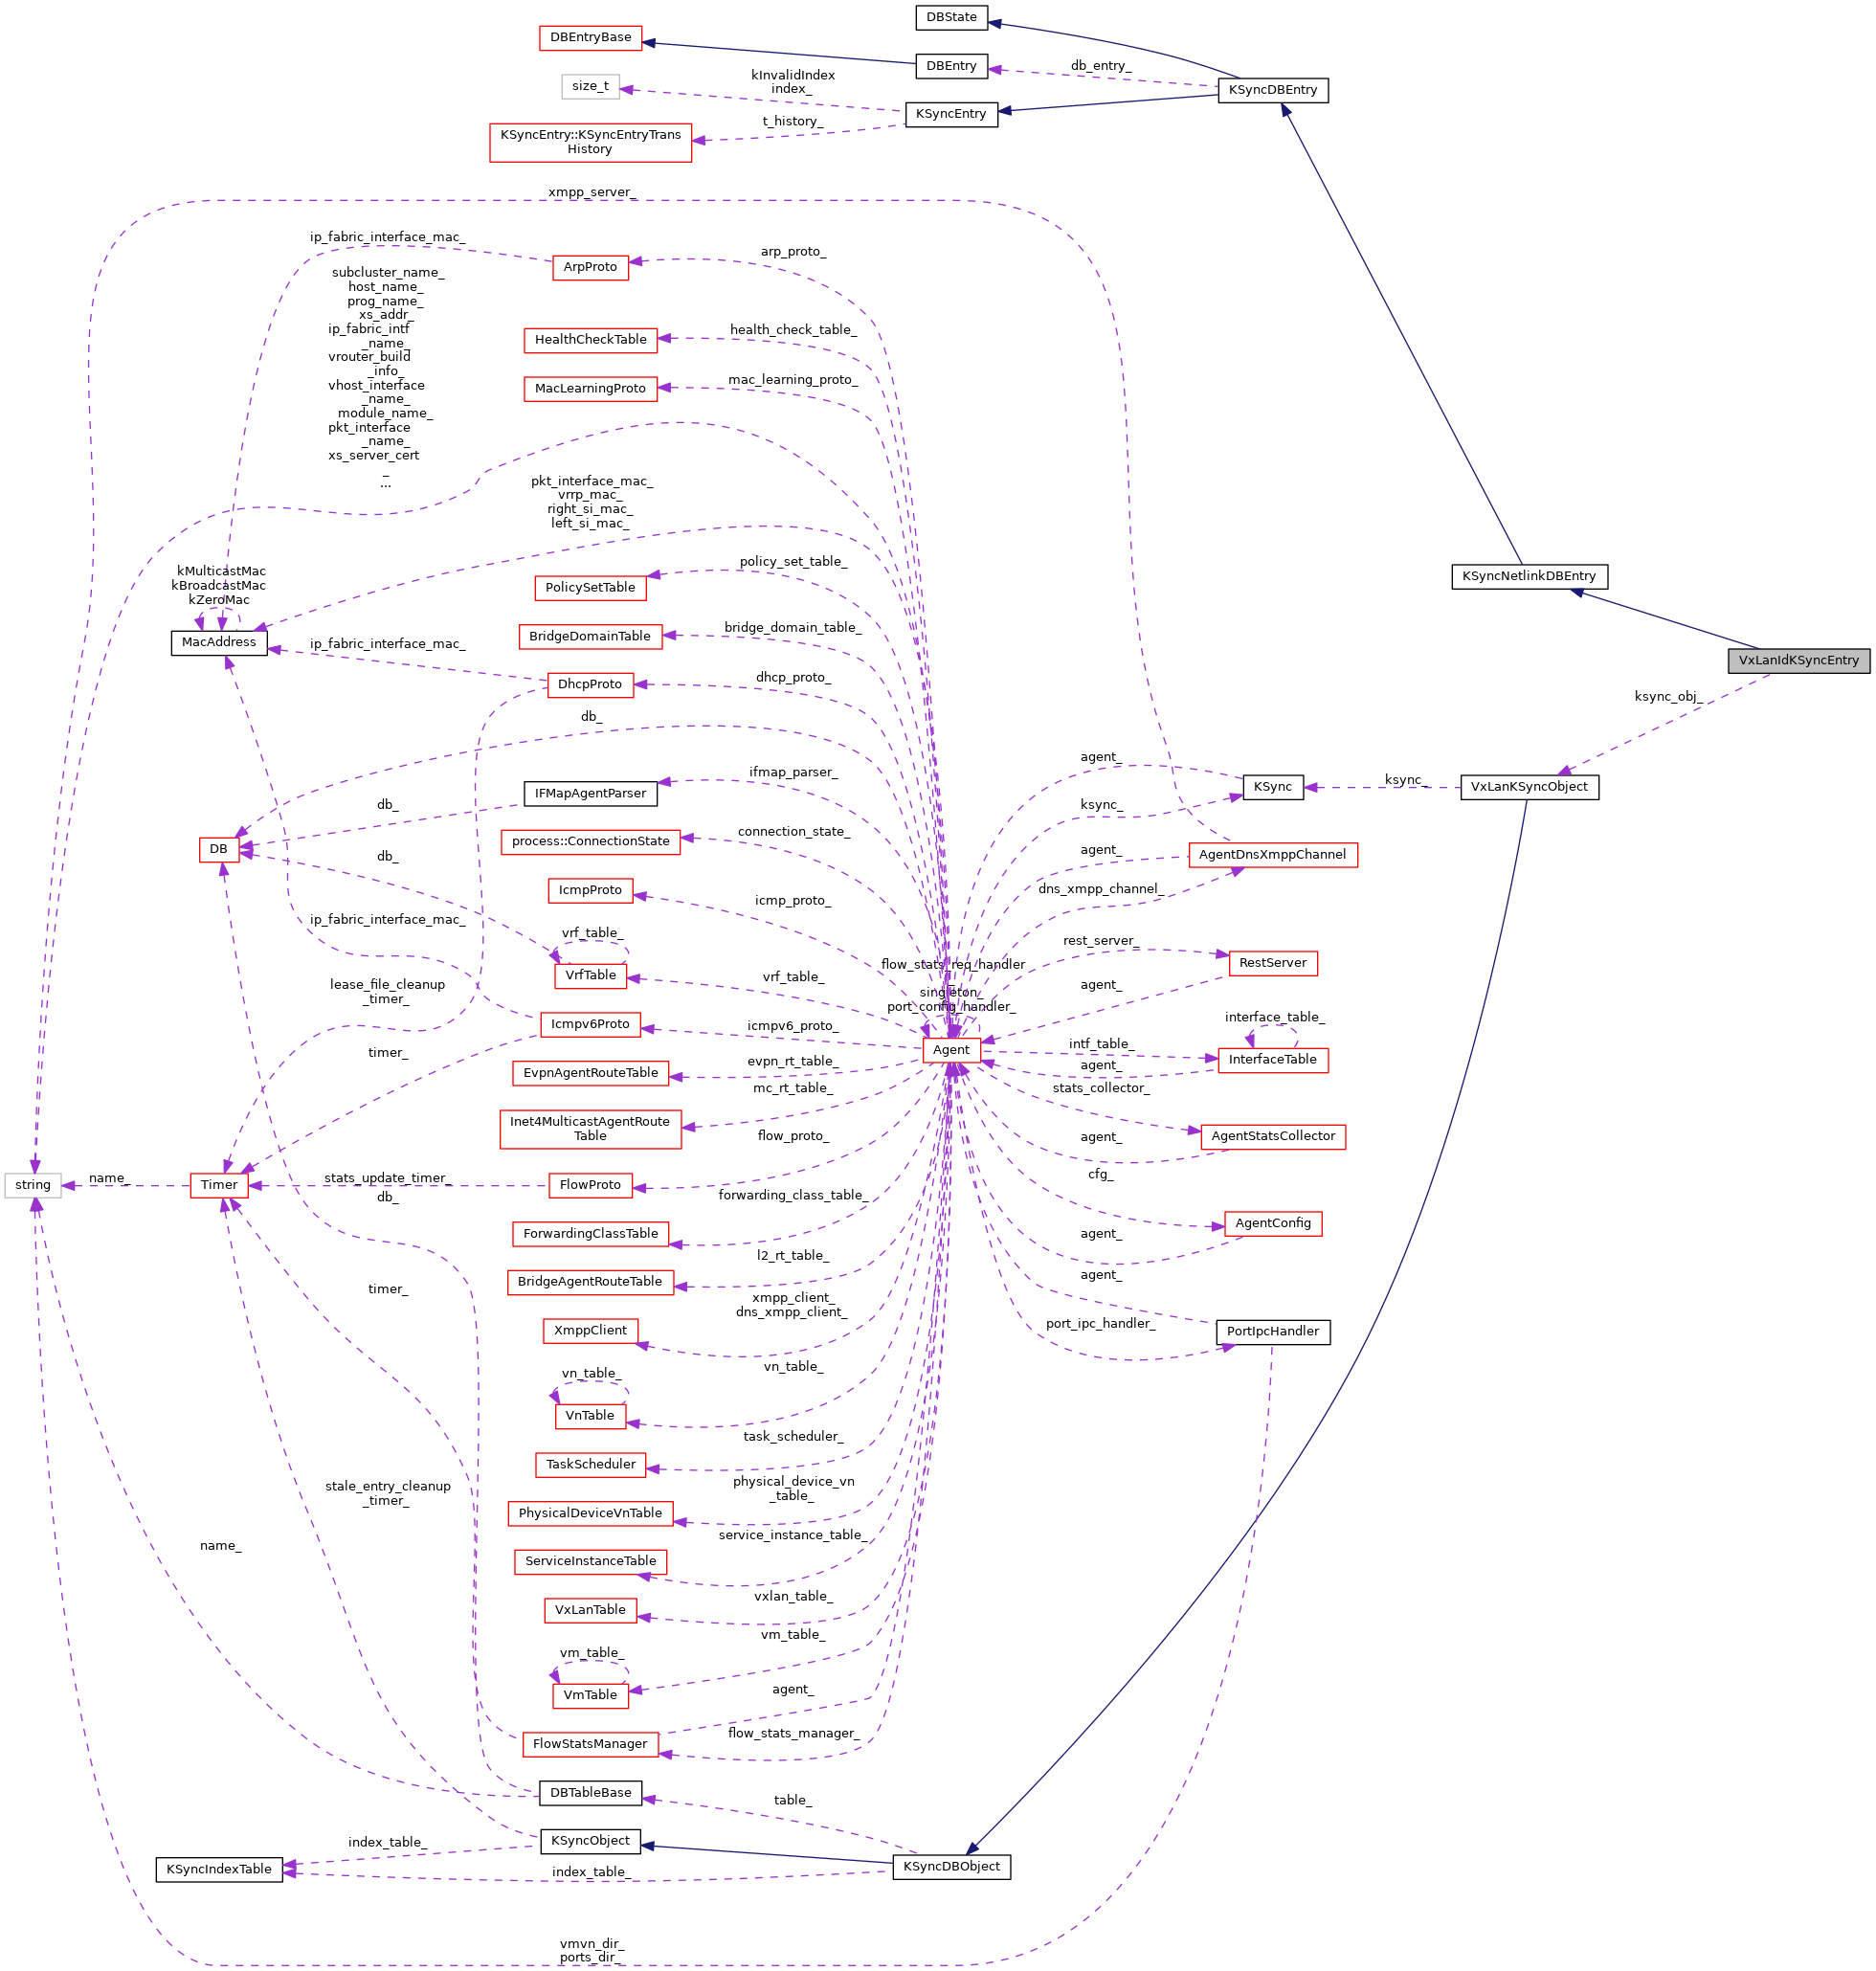 DBState
DBEntryBase
DBEntry
db_entry_
KSyncDBEntry
kInvalidIndex
index_
size_t
KSyncEntry
t_history_
KSyncEntry::KSyncEntryTrans
History
xmpp_server_
ip_fabric_interface_mac_
arp_proto_
ArpProto
subcluster_name_
host_name_
prog_name_
xs_addr_
ip_fabric_intf
_name_
vrouter_build
_info_
vhost_interface
_name_
module_name_
pkt_interface
_name_
xs_server_cert
_
...
health_check_table_
HealthCheckTable
mac_learning_proto_
MacLearningProto
pkt_interface_mac_
vrrp_mac_
right_si_mac_
left_si_mac_
policy_set_table_
PolicySetTable
kMulticastMac
kBroadcastMac
kZeroMac
MacAddress
KSyncNetlinkDBEntry
bridge_domain_table_
BridgeDomainTable
ip_fabric_interface_mac_
VxLanIdKSyncEntry
dhcp_proto_
DhcpProto
ksync_obj_
db_
agent_
ifmap_parser_
IFMapAgentParser
KSync
ksync_
VxLanKSyncObject
db_
ksync_
connection_state_
process::ConnectionState
DB
db_
agent_
AgentDnsXmppChannel
dns_xmpp_channel_
IcmpProto
icmp_proto_
ip_fabric_interface_mac_
vrf_table_
rest_server_
RestServer
flow_stats_req_handler
_
singleton_
port_config_handler_
VrfTable
vrf_table_
agent_
lease_file_cleanup
_timer_
Icmpv6Proto
icmpv6_proto_
interface_table_
Agent
intf_table_
InterfaceTable
agent_
timer_
evpn_rt_table_
EvpnAgentRouteTable
mc_rt_table_
stats_collector_
Inet4MulticastAgentRoute
Table
flow_proto_
agent_
AgentStatsCollector
string
name_
Timer
stats_update_timer_
FlowProto
cfg_
db_
forwarding_class_table_
ForwardingClassTable
AgentConfig
agent_
l2_rt_table_
BridgeAgentRouteTable
agent_
timer_
xmpp_client_
dns_xmpp_client_
XmppClient
port_ipc_handler_
PortIpcHandler
vn_table_
vn_table_
VnTable
task_scheduler_
TaskScheduler
stale_entry_cleanup
_timer_
physical_device_vn
_table_
PhysicalDeviceVnTable
name_
service_instance_table_
ServiceInstanceTable
vxlan_table_
VxLanTable
vm_table_
vm_table_
VmTable
agent_
flow_stats_manager_
FlowStatsManager
DBTableBase
table_
KSyncObject
index_table_
KSyncIndexTable
index_table_
KSyncDBObject
vmvn_dir_
ports_dir_